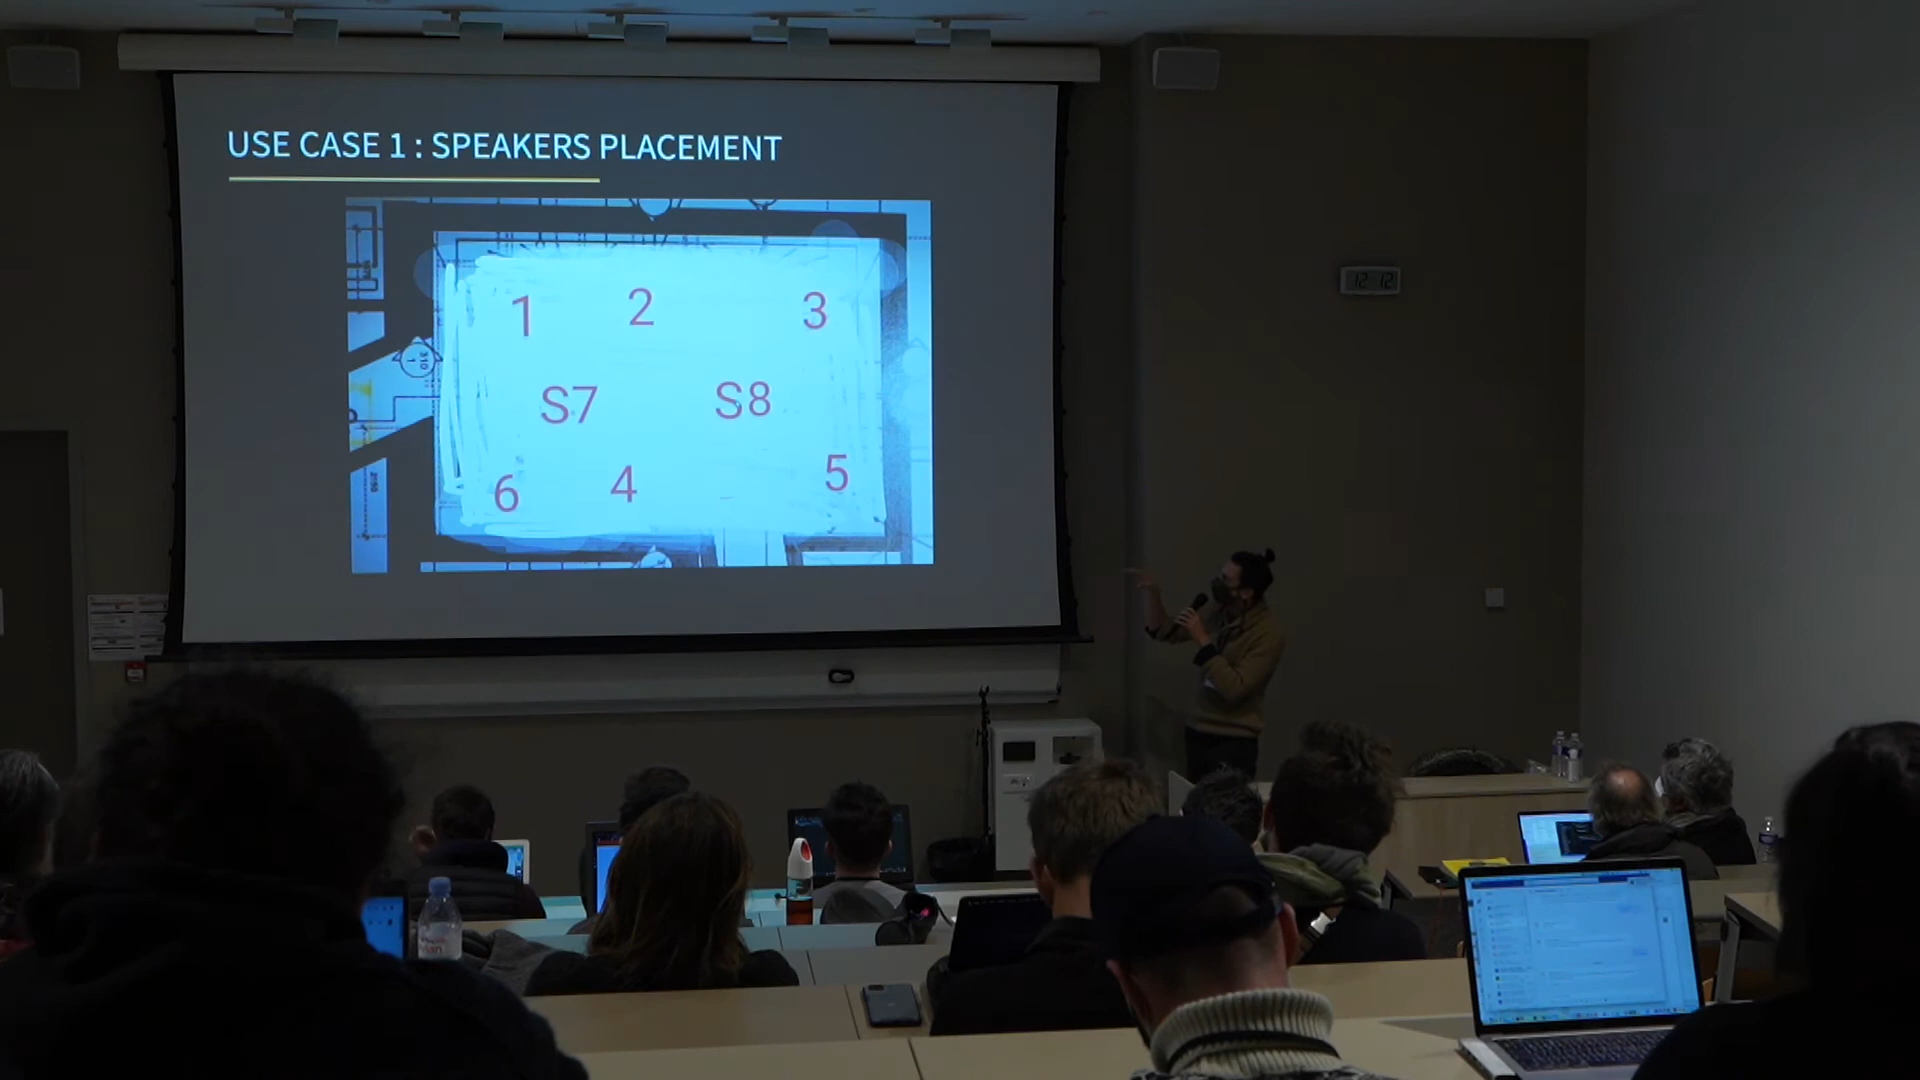 USE CASE 1 : SPEAKERS PLACEMENT
1 2 3
S7 S8
6 4 5
12 12